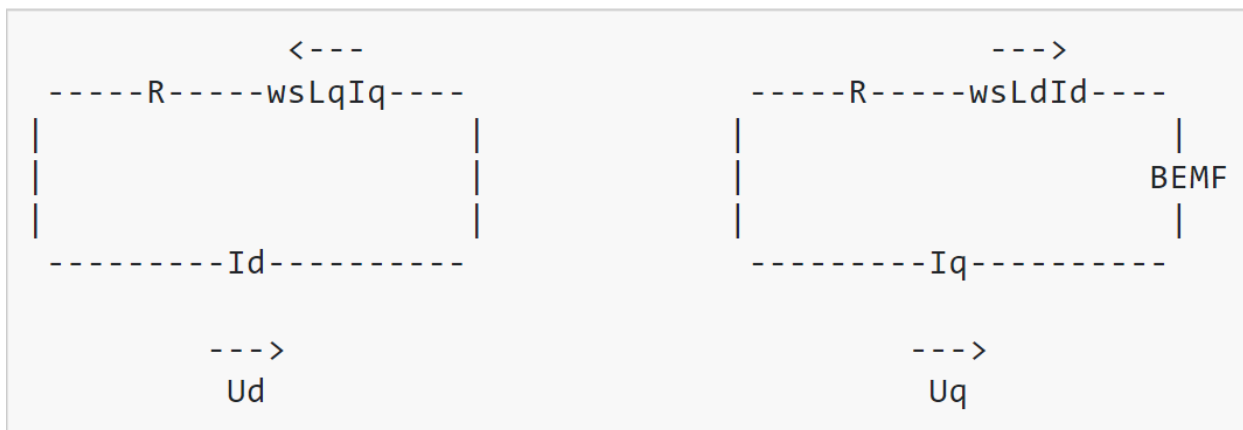 <---                                  --->
 -----R-----wsLqIq----               -----R-----wsLdId----
|                       |             |                       |
|                       |             |                      BEMF
|                       |             |                       |
 ---------Id----------               ---------Iq----------
          --->                                  --->
           Ud                                    Uq